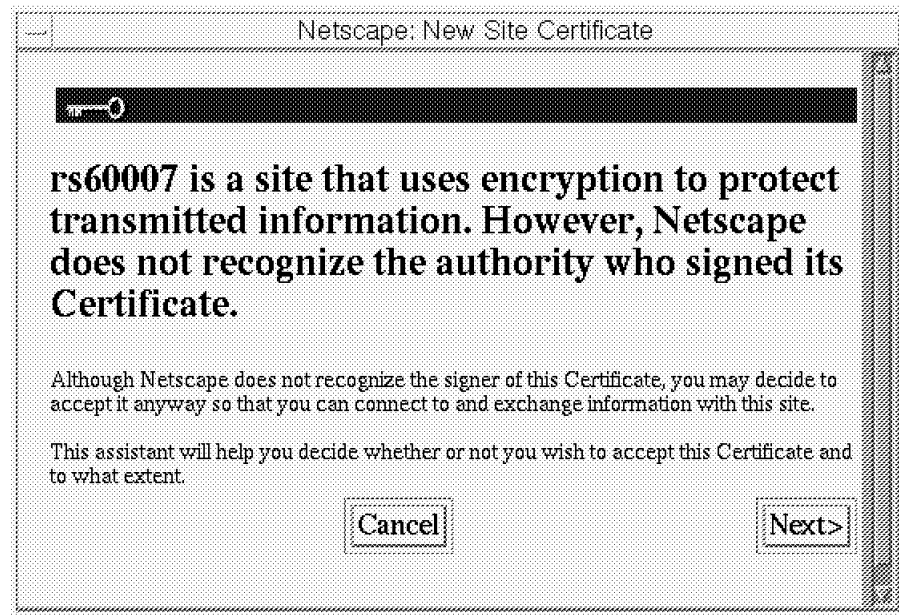 Netscape: New Site Certificate
rs60007 is a site that uses encryption to protect
transmitted information. However, Netscape
does not recognize the authority who signed its
Certificate.
Although Netscape does not recognize the signer of this Certificate, you may decide to
accept it anyway so that you can connect to and exchange information with this site.
This assistant will help you decide whether or not you wish to accept this Certificate and
to what extent.
Cancel Next>